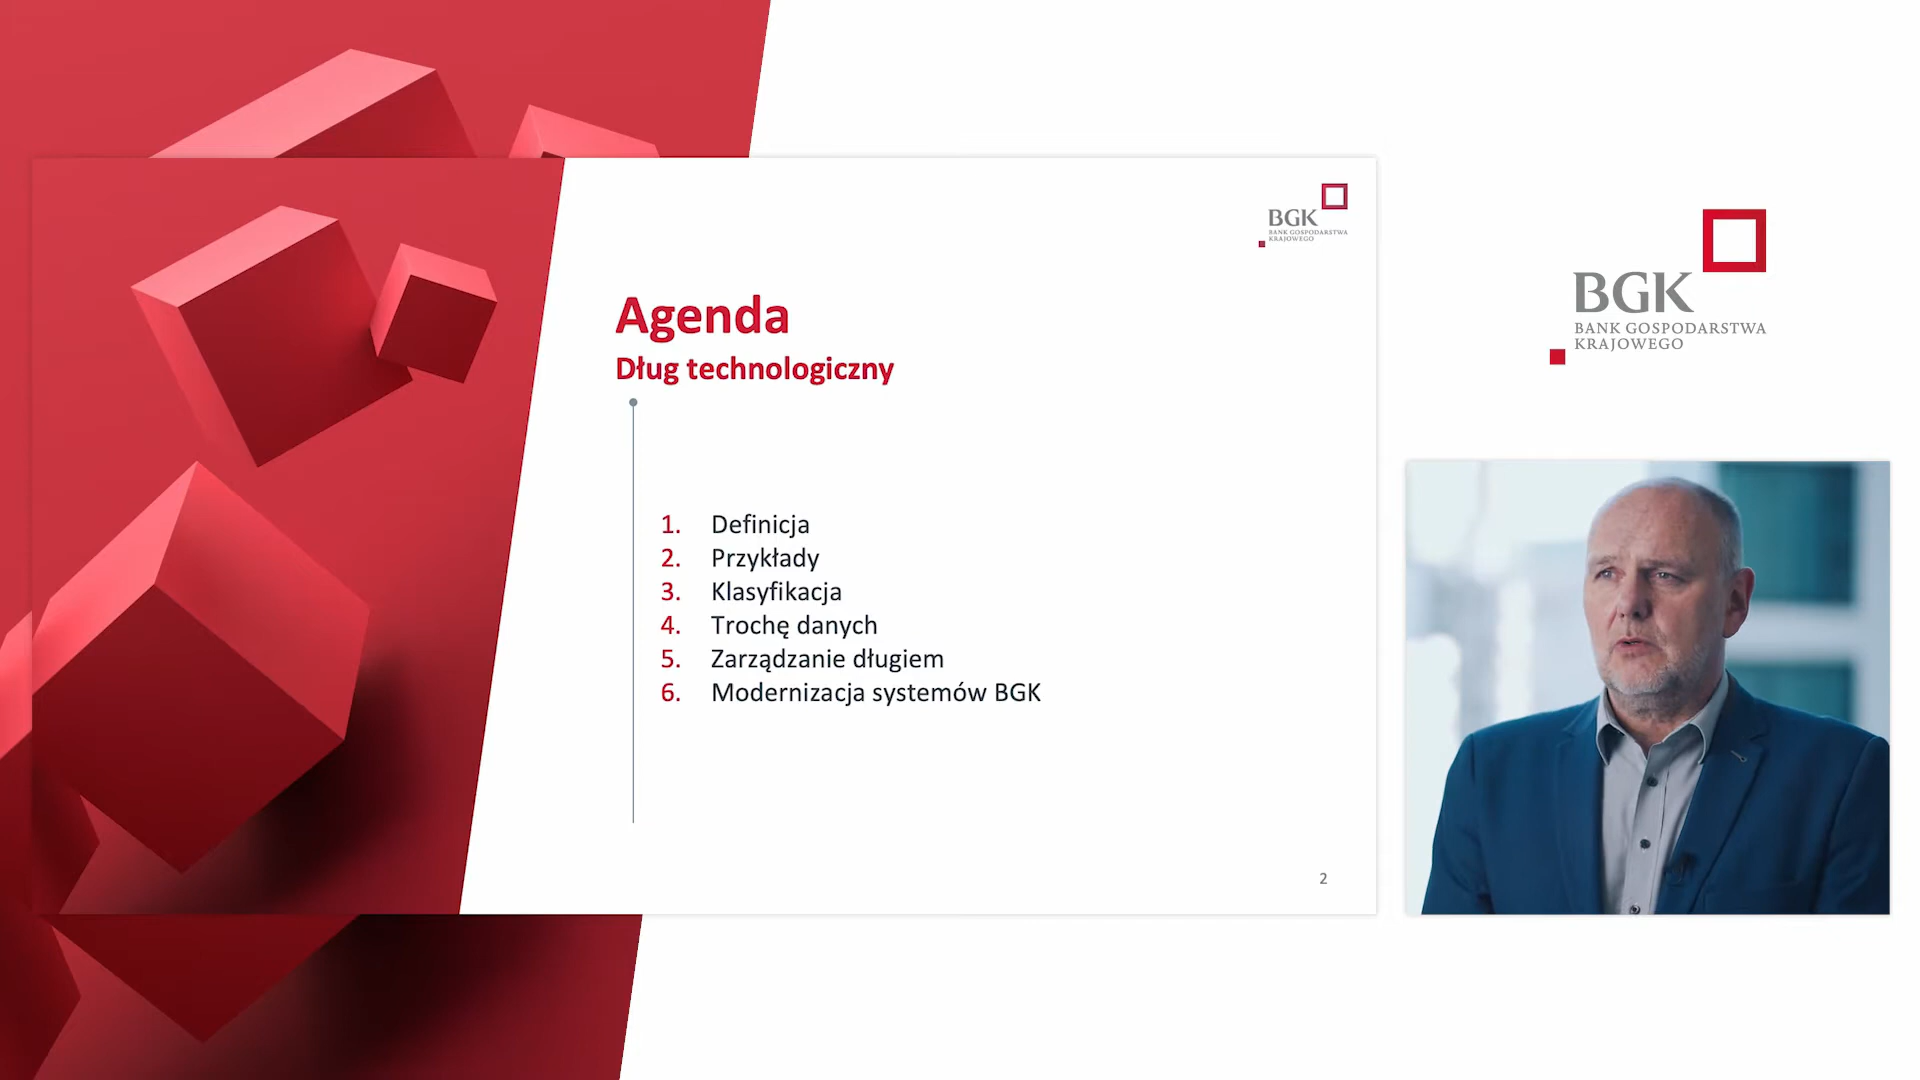 BGK
BANK GOSPODARSTWA
KRAJOWEGO
Agenda
Dług technologiczny
1. Definicja
2. Przykłady
3. Klasyfikacja
4. Trochę danych
5. Zarządzanie długiem
6. Modernizacja systemów BGK
2
BGK
BANK GOSPODARSTWA
KRAJOWEGO